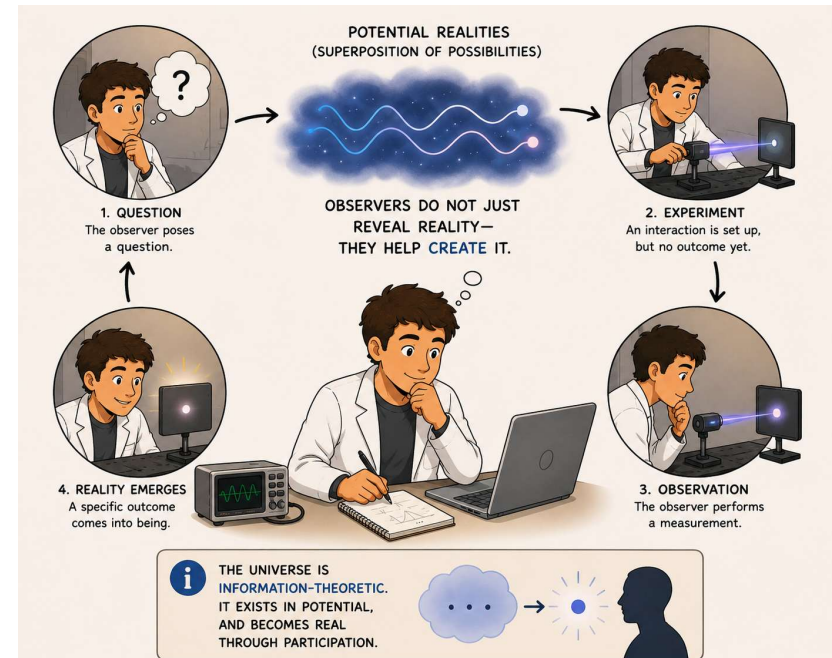 POTENTIAL REALITIES
(SUPERPOSITION OF POSSIBILITIES)
?
1. QUESTION
The observer poses
a question.
OBSERVERS DO NOT JUST
REVEAL REALITY—
THEY HELP CREATE IT.
2. EXPERIMENT
An interaction is set up,
but no outcome yet.
4. REALITY EMERGES
A specific outcome
comes into being.
3. OBSERVATION
The observer performs
a measurement.
i
THE UNIVERSE IS
INFORMATION-THEORETIC.
IT EXISTS IN POTENTIAL,
AND BECOMES REAL
THROUGH PARTICIPATION.